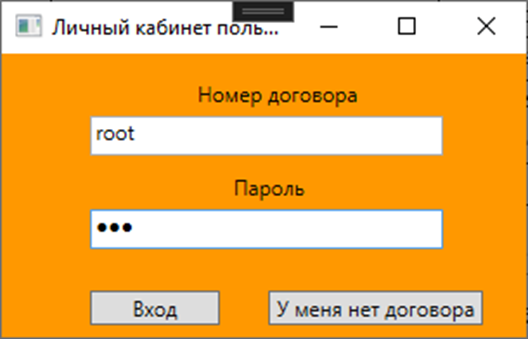 Личный кабинет поль...
Номер договора
root
Пароль
●●●
Вход
У меня нет договора